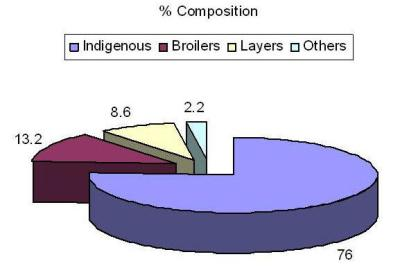 % Composition
Indigenous Broilers Layers Others
2.2
8.6
13.2
76